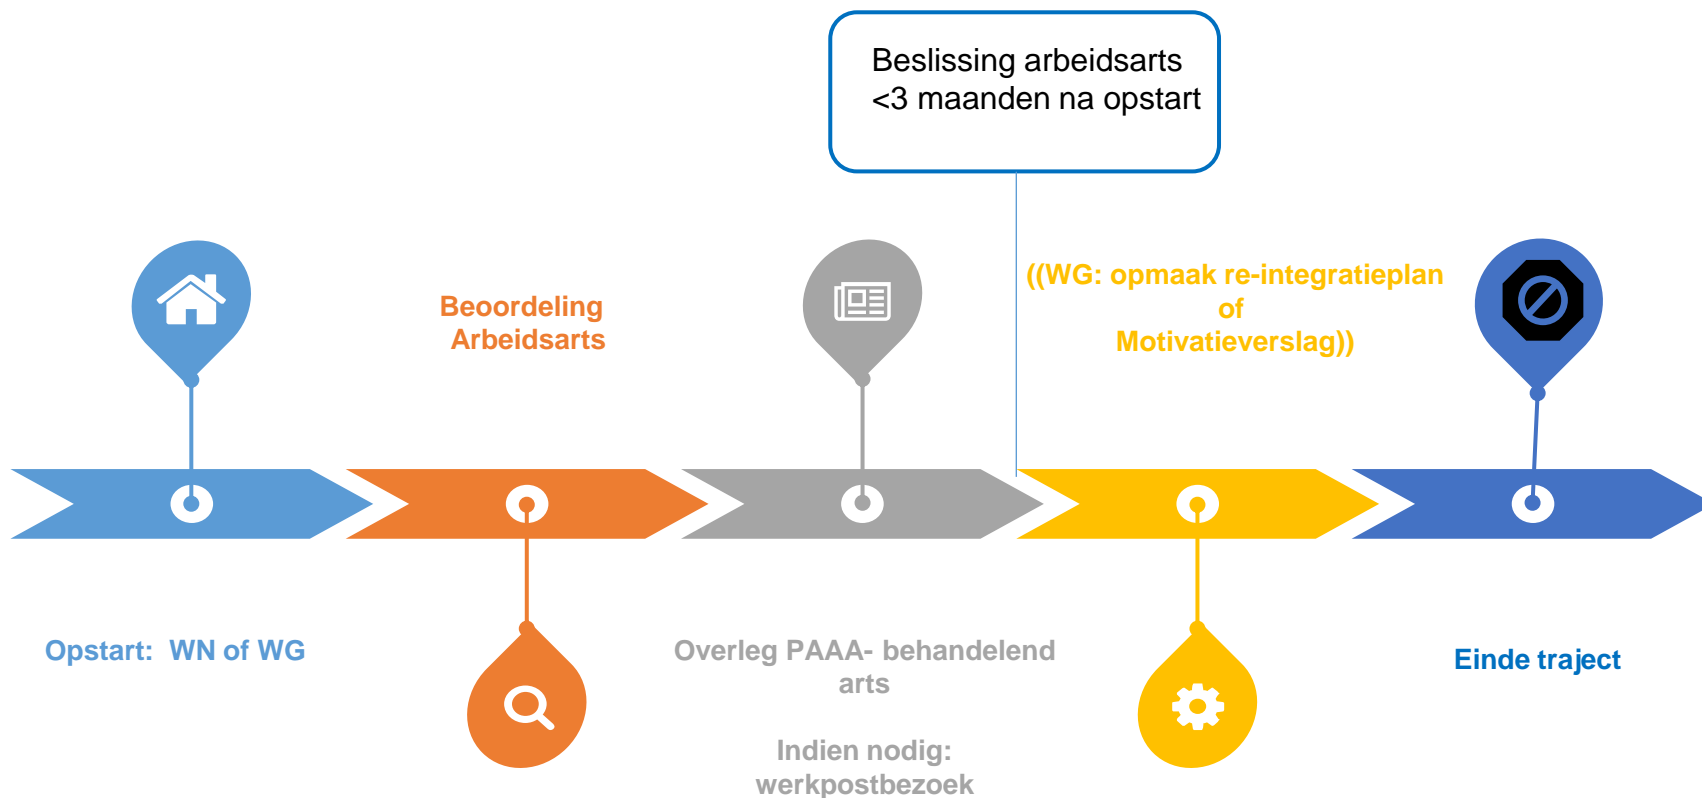 Beslissing arbeidsarts
<3 maanden na opstart
Beoordeling
Arbeidsarts
((WG: opmaak re-integratieplan
of
Motivatieverslag))
Opstart: WN of WG
Overleg PAAA- behandelend
arts
Indien nodig:
werkpostbezoek
Einde traject